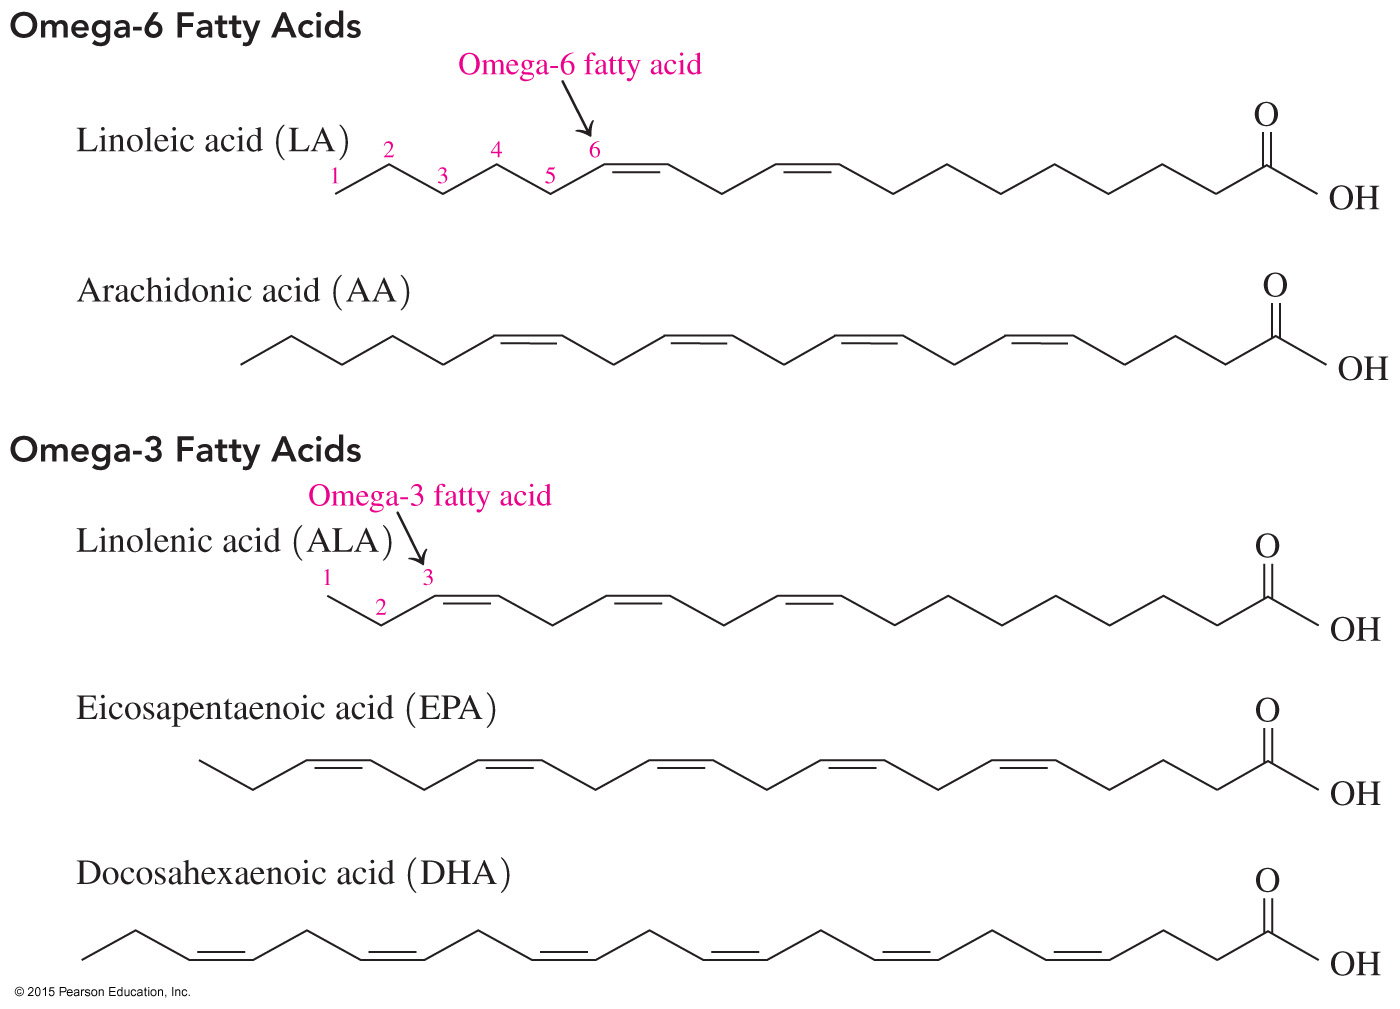 Omega-6 Fatty Acids
Omega-6 fatty acid
Linoleic acid (LA)
1 2 3 4 5 6
O
OH
Arachidonic acid (AA)
O
OH
Omega-3 Fatty Acids
Omega-3 fatty acid
Linolenic acid (ALA)
1 2 3
O
OH
Eicosapentaenoic acid (EPA)
O
OH
Docosahexaenoic acid (DHA)
O
OH
© 2015 Pearson Education, Inc.